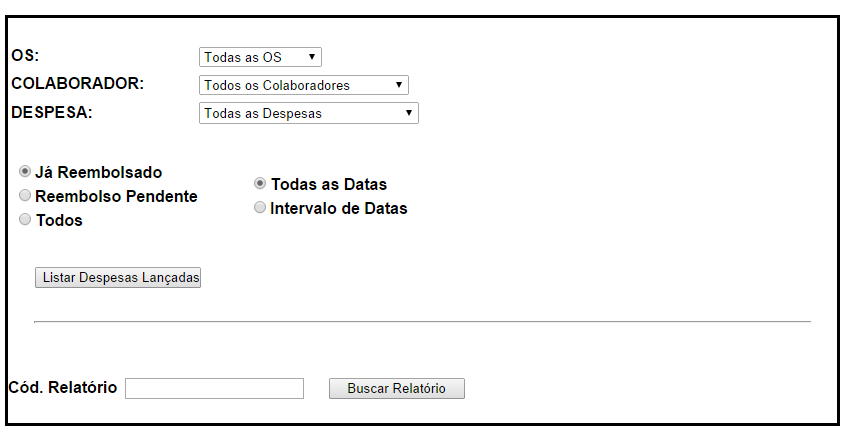 OS: Todas as OS
COLABORADOR: Todos os Colaboradores
DESPESA: Todas as Despesas
Já Reembolsado
Reembolso Pendente
Todos
Todas as Datas
Intervalo de Datas
Listar Despesas Lançadas
Cód. Relatório Buscar Relatório